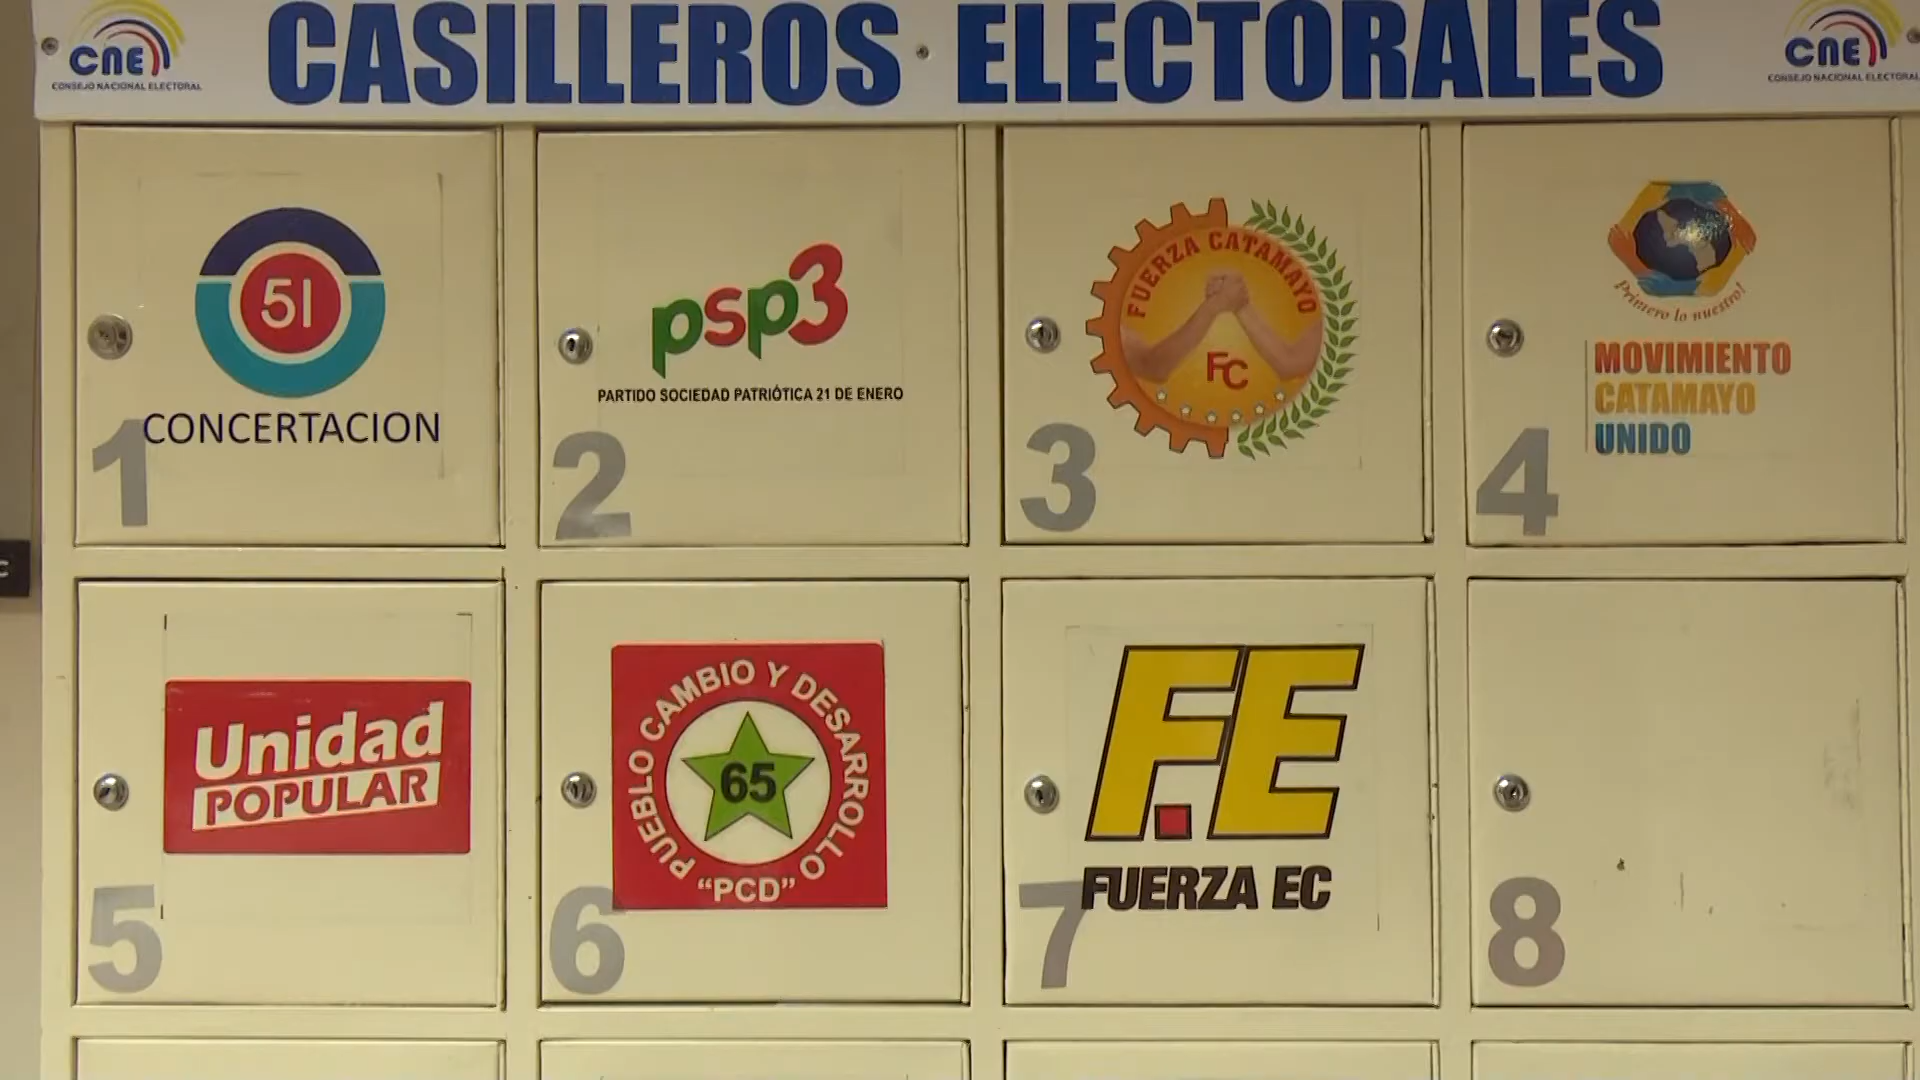 CNE
CONSEJO NACIONAL ELECTORAL
CASILLEROS ELECTORALES
CNE
CONSEJO NACIONAL ELECTORAL
51
CONCERTACION
1
psp3
PARTIDO SOCIEDAD PATRIÓTICA 21 DE ENERO
2
FUERZA CATAMAYO
FC
3
Primero lo nuestro!
MOVIMIENTO
CATAMAYO
UNIDO
4
Unidad
POPULAR
5
PUEBLO CAMBIO Y DESARROLLO
65
“PCD”
6
F.E
FUERZA EC
7
8